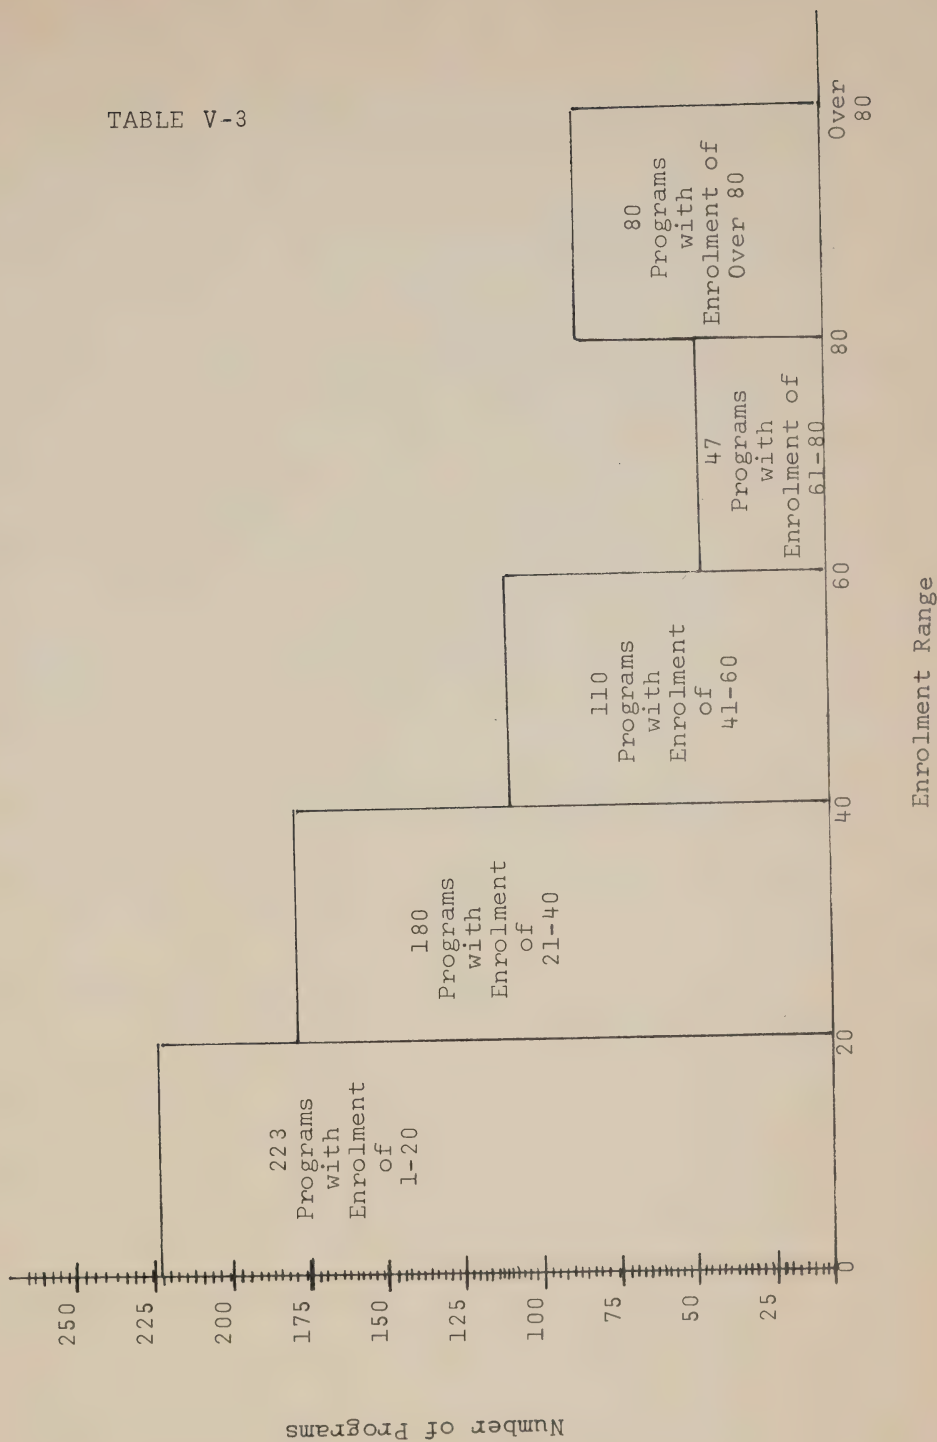 TABLE V-3
Number of Programs
250
225
200
175
150
125
100
75
50
25
223
Programs
with
Enrolment
of
1-20
180
Programs
with
Enrolment
of
21-40
110
Programs
with
Enrolment
of
41-60
47
Programs
with
Enrolment of
61-80
80
Programs
with
Enrolment of
Over 80
0
20
40
60
80
Over
80
Enrolment Range